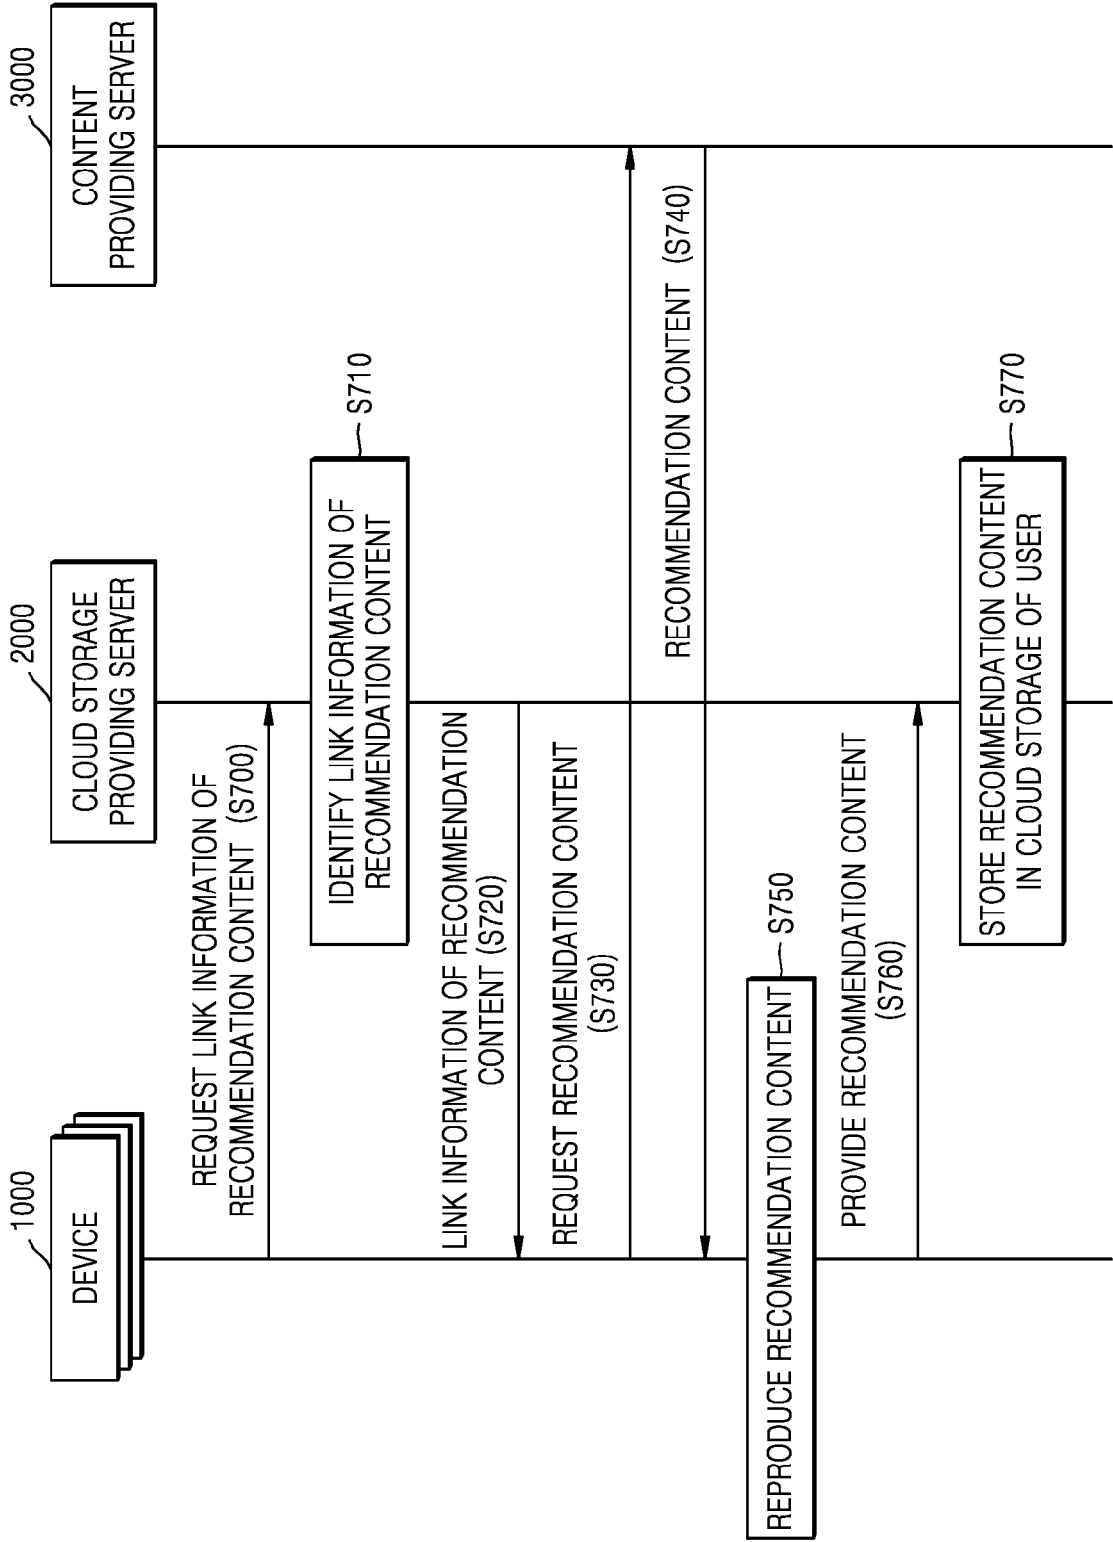 1000
DEVICE
2000
CLOUD STORAGE
PROVIDING SERVER
3000
CONTENT
PROVIDING SERVER
REQUEST LINK INFORMATION OF
RECOMMENDATION CONTENT (S700)
IDENTIFY LINK INFORMATION OF
RECOMMENDATION CONTENT
S710
LINK INFORMATION OF RECOMMENDATION
CONTENT (S720)
REQUEST RECOMMENDATION CONTENT
(S730)
RECOMMENDATION CONTENT (S740)
REPRODUCE RECOMMENDATION CONTENT
S750
PROVIDE RECOMMENDATION CONTENT
(S760)
STORE RECOMMENDATION CONTENT
IN CLOUD STORAGE OF USER
S770